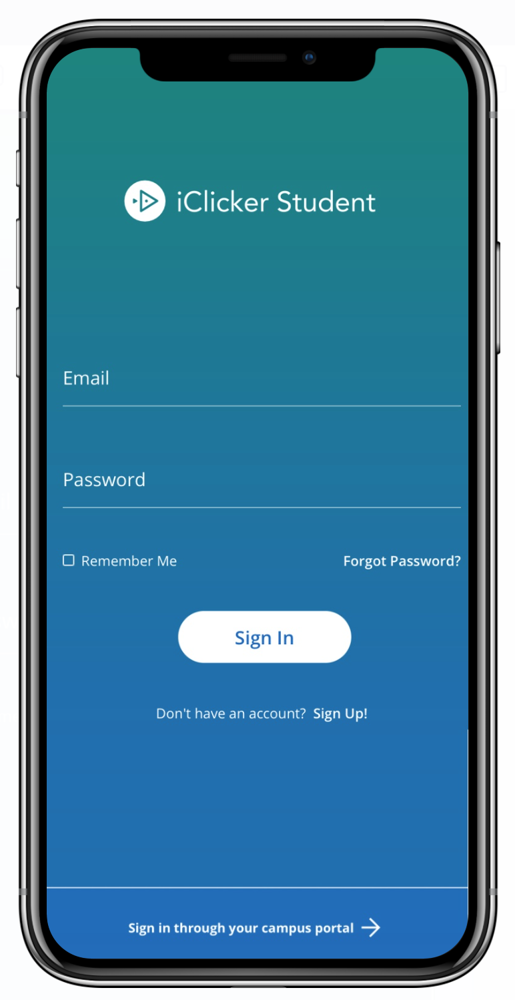 iClicker Student
Email
Password
Remember Me Forgot Password?
Sign In
Don't have an account? Sign Up!
Sign in through your campus portal